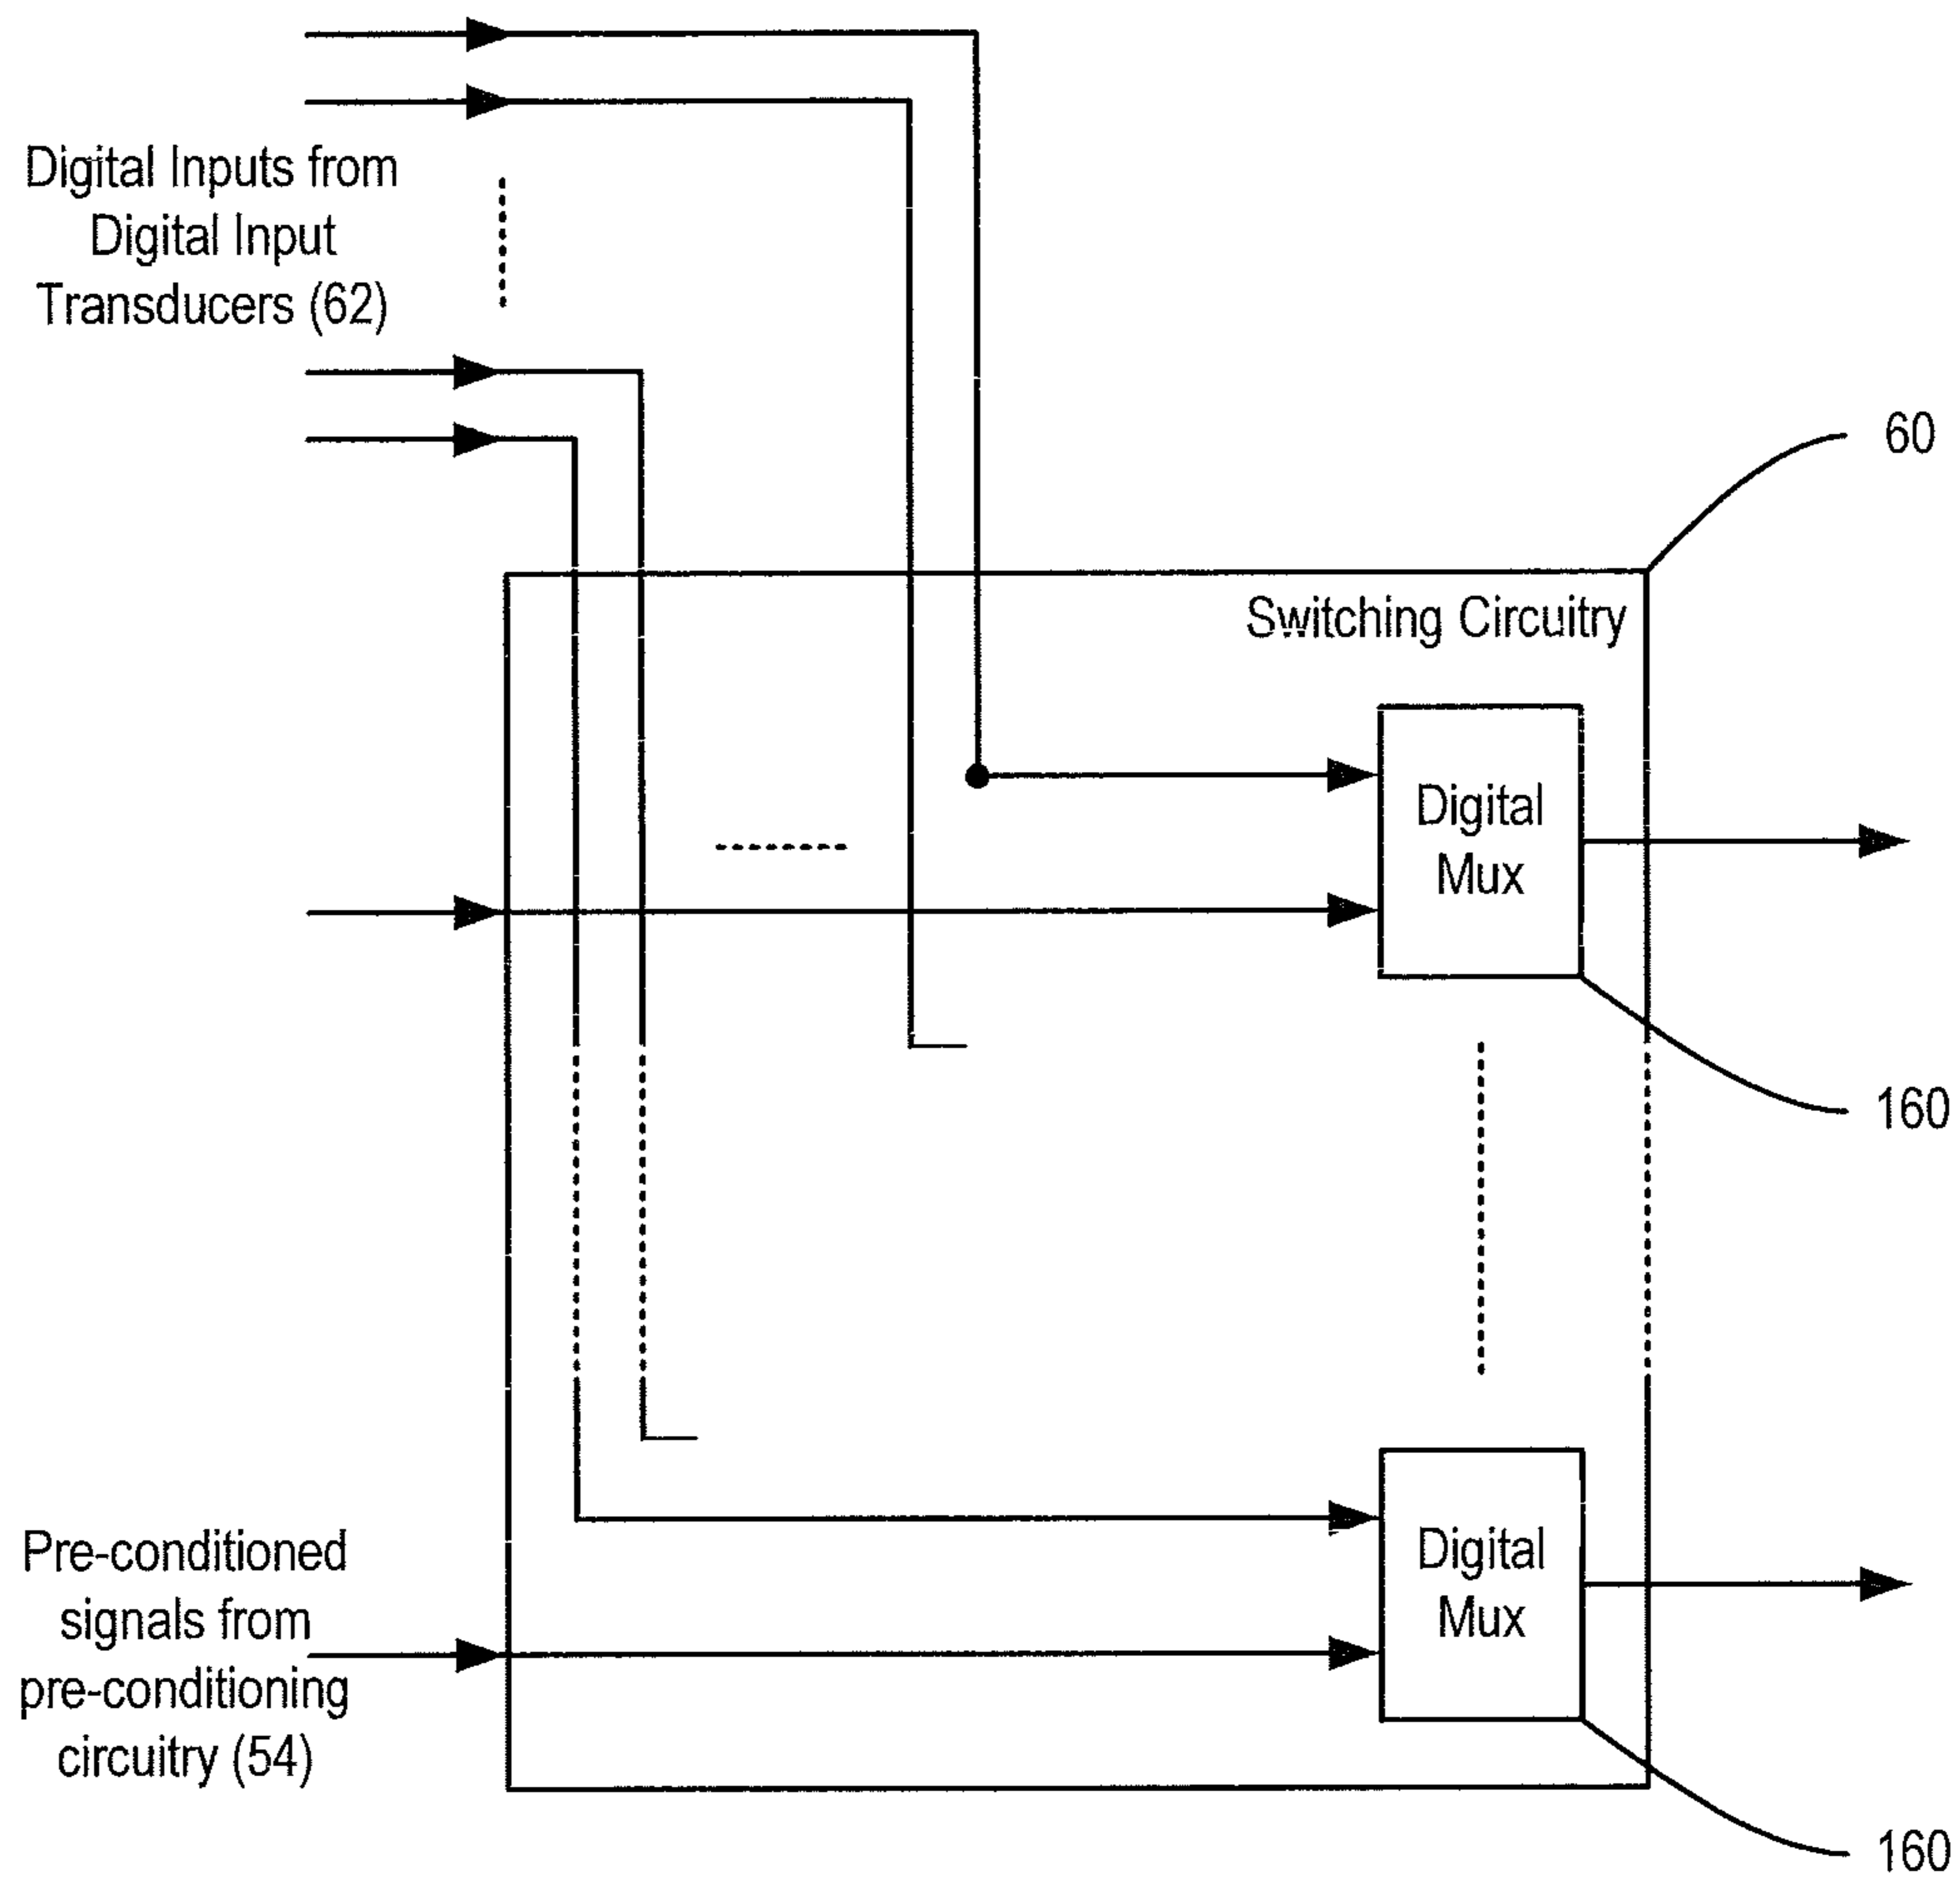 Digital Inputs from
Digital Input
Transducers (62)
60
Switching Circuitry
Digital
Mux
160
Digital
Mux
Pre-conditioned
signals from
pre-conditioning
circuitry (54)
160